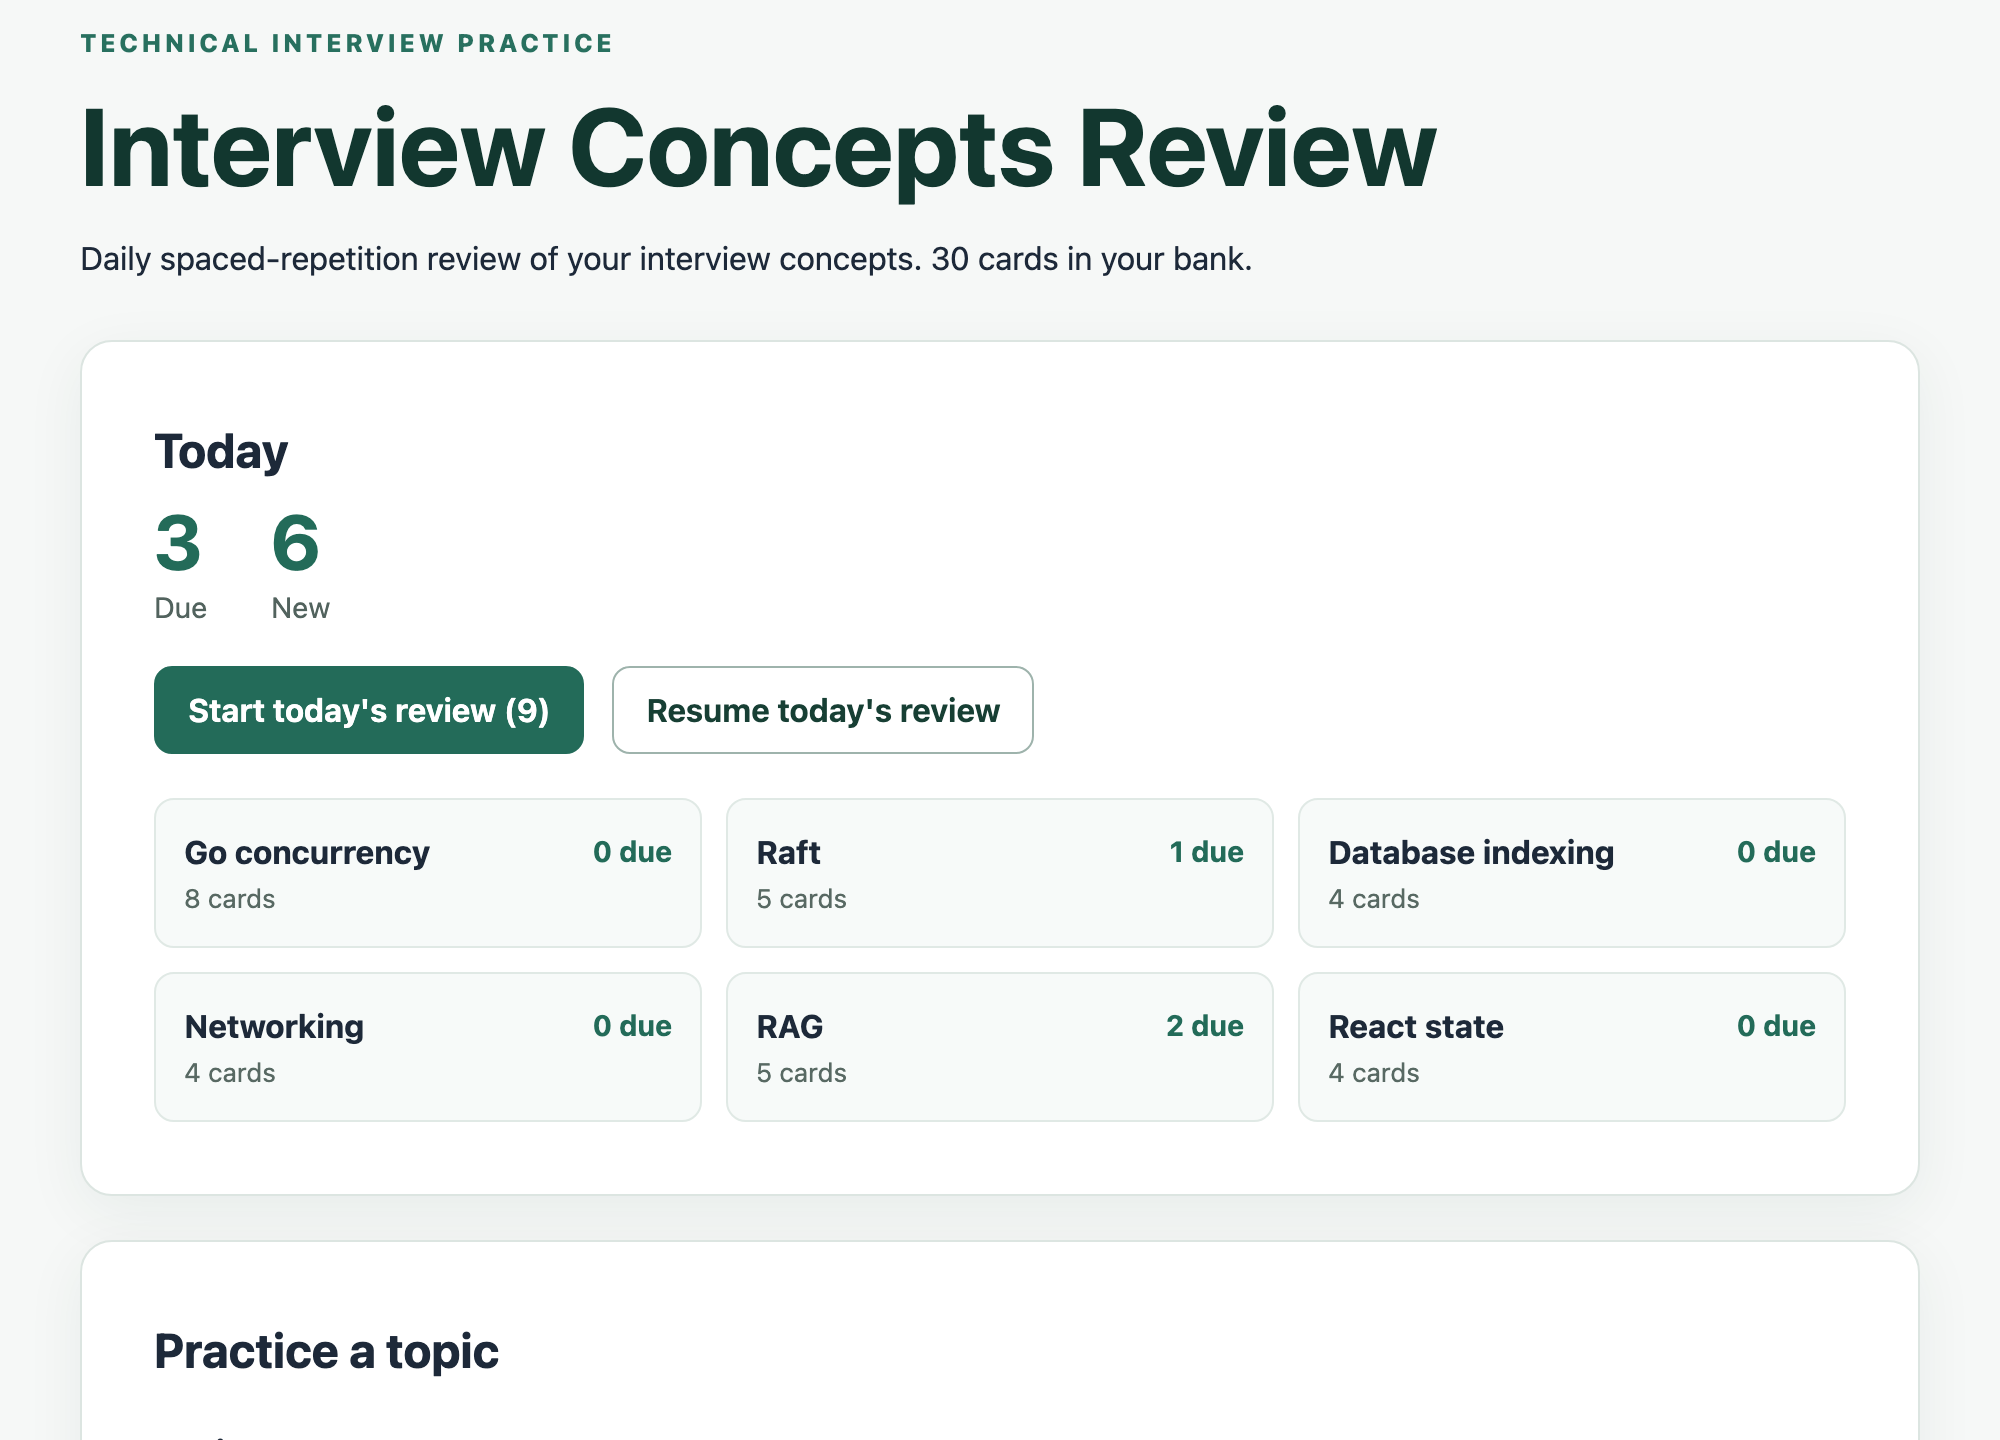 TECHNICAL INTERVIEW PRACTICE
Interview Concepts Review
Daily spaced-repetition review of your interview concepts. 30 cards in your bank.
Today
3 6
Due New
Start today's review (9) Resume today's review
Go concurrency 0 due
8 cards
Raft 1 due
5 cards
Database indexing 0 due
4 cards
Networking 0 due
4 cards
RAG 2 due
5 cards
React state 0 due
4 cards
Practice a topic